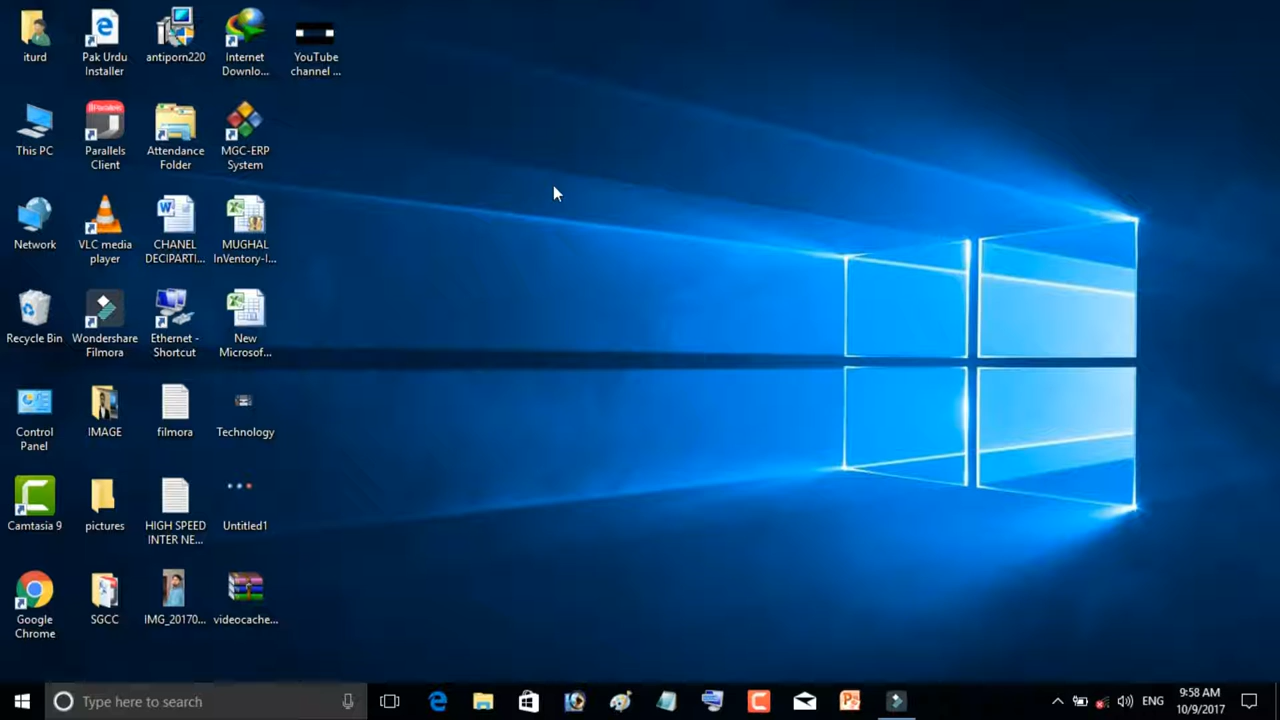 iturd
Pak Urdu
Installer
antiporn220
Internet
Downlo...
YouTube
channel ...
This PC
Parallels
Client
Attendance
Folder
MGC-ERP
System
Network
VLC media
player
CHANEL
DECIPARTI...
MUGHAL
InVentory-I...
Recycle Bin
Wondershare
Filmora
Ethernet -
Shortcut
New
Microsof...
Control
Panel
IMAGE
filmora
Technology
Camtasia 9
pictures
HIGH SPEED
INTER NE...
Untitled1
Google
Chrome
SGCC
IMG_20170...
videocache...
Type here to search
ENG
9:58 AM
10/9/2017